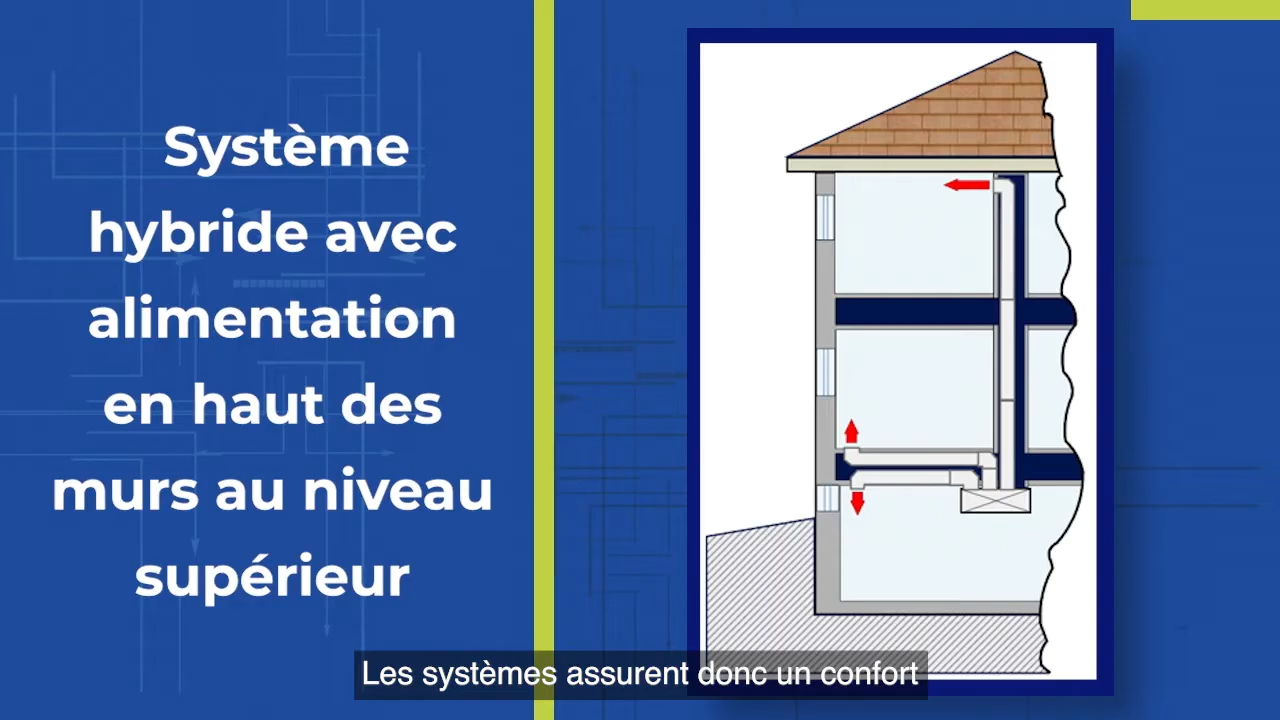 Système
hybride avec
alimentation
en haut des
murs au niveau
supérieur
Les systèmes assurent donc un confort